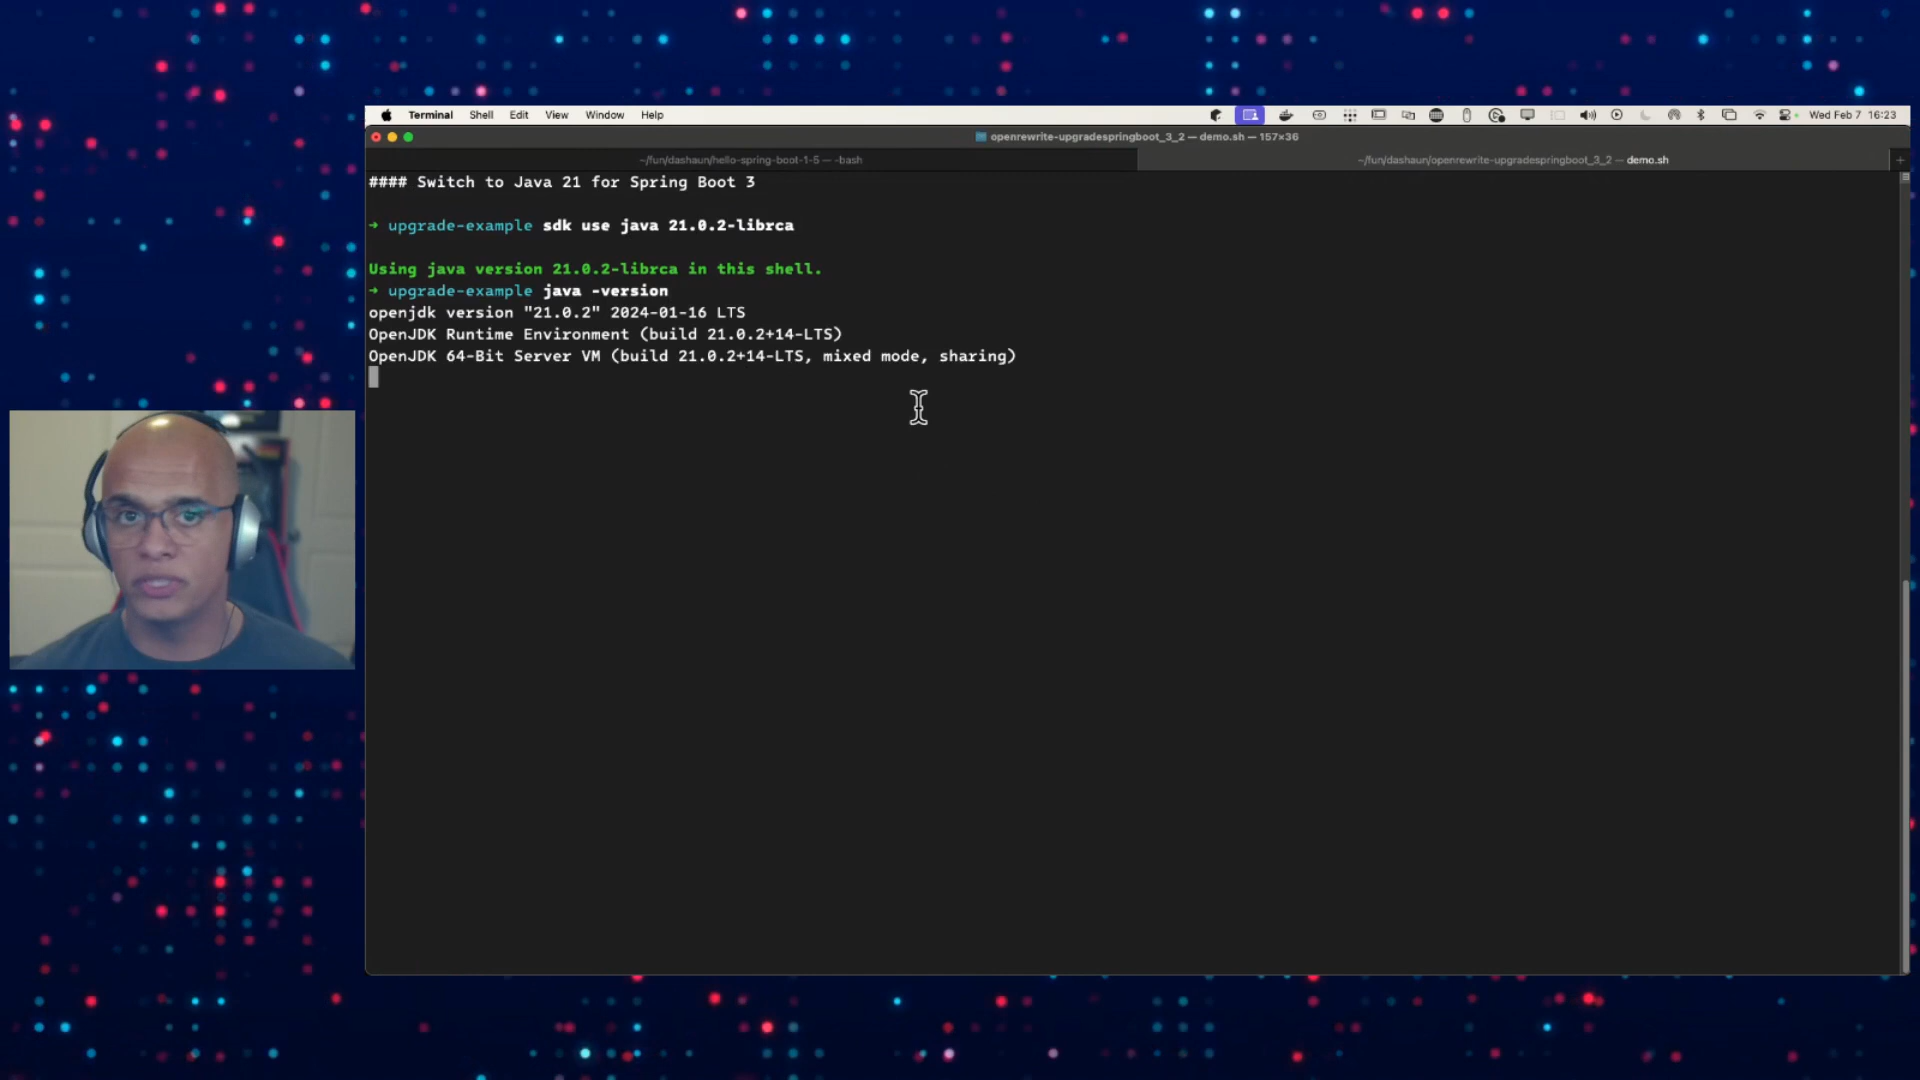 Terminal Shell Edit View Window Help Wed Feb 7 16:23
openrewrite-upgradespringboot_3_2 — demo.sh — 157×36
~/fun/dashaun/hello-spring-boot-1-5 — -bash ~/fun/dashaun/openrewrite-upgradespringboot_3_2 — demo.sh +
#### Switch to Java 21 for Spring Boot 3
➜ upgrade-example sdk use java 21.0.2-librca
Using java version 21.0.2-librca in this shell.
➜ upgrade-example java -version
openjdk version "21.0.2" 2024-01-16 LTS
OpenJDK Runtime Environment (build 21.0.2+14-LTS)
OpenJDK 64-Bit Server VM (build 21.0.2+14-LTS, mixed mode, sharing)